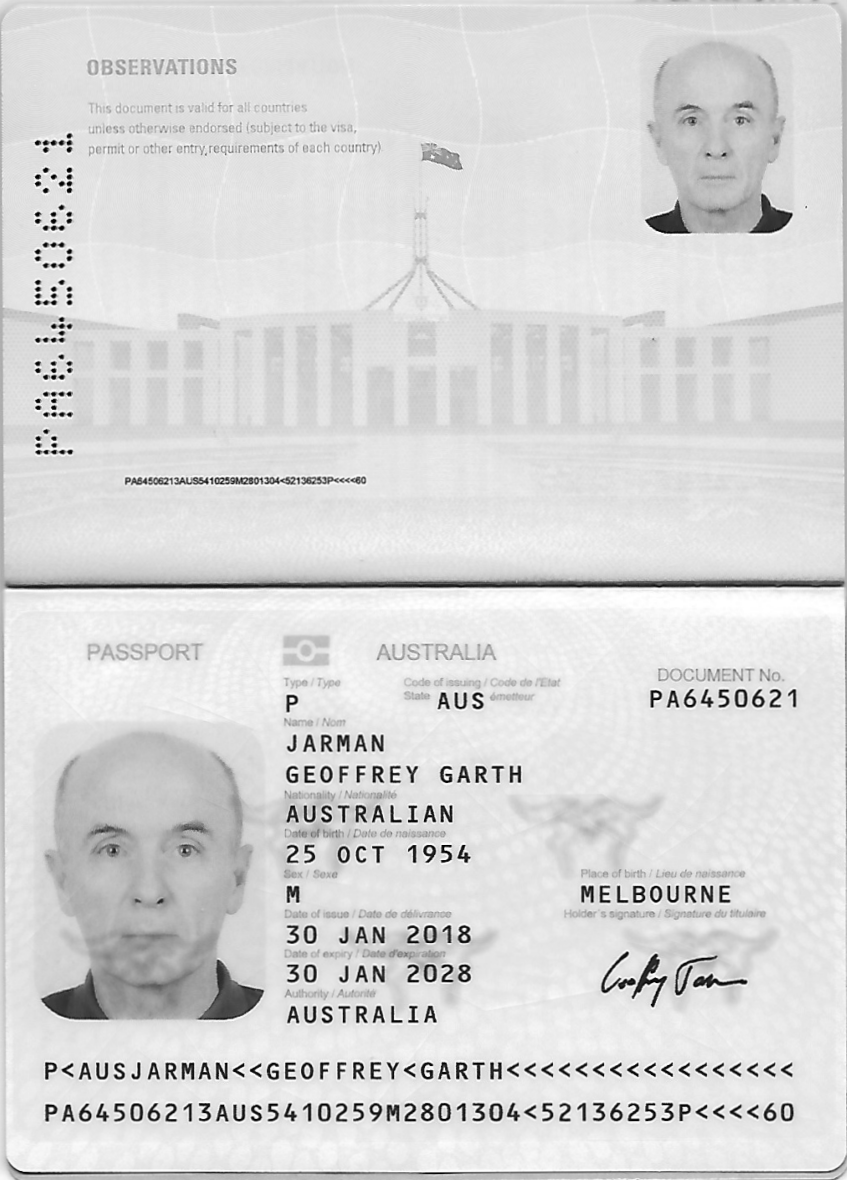 OBSERVATIONS
This document is valid for all countries
unless otherwise endorsed (subject to the visa,
permit or other entry requirements of each country)
PA6450621
PA64506213AUS5410259M2801304<52136253P<<<<60
PASSPORT AUSTRALIA
Type / Type Code of issuing / Code de l'Etat DOCUMENT No.
P State AUS émetteur PA6450621
Name / Nom
JARMAN
GEOFFREY GARTH
Nationality / Nationalité
AUSTRALIAN
Date of birth / Date de naissance
25 OCT 1954
Sex / Sexe Place of birth / Lieu de naissance
M MELBOURNE
Date of issue / Date de délivrance Holder's signature / Signature du titulaire
30 JAN 2018
Date of expiry / Date d'expiration
30 JAN 2028
Authority / Autorité
AUSTRALIA
P<AUSJARMAN<<GEOFFREY<GARTH<<<<<<<<<<<<<<<<<
PA64506213AUS5410259M2801304<52136253P<<<<60